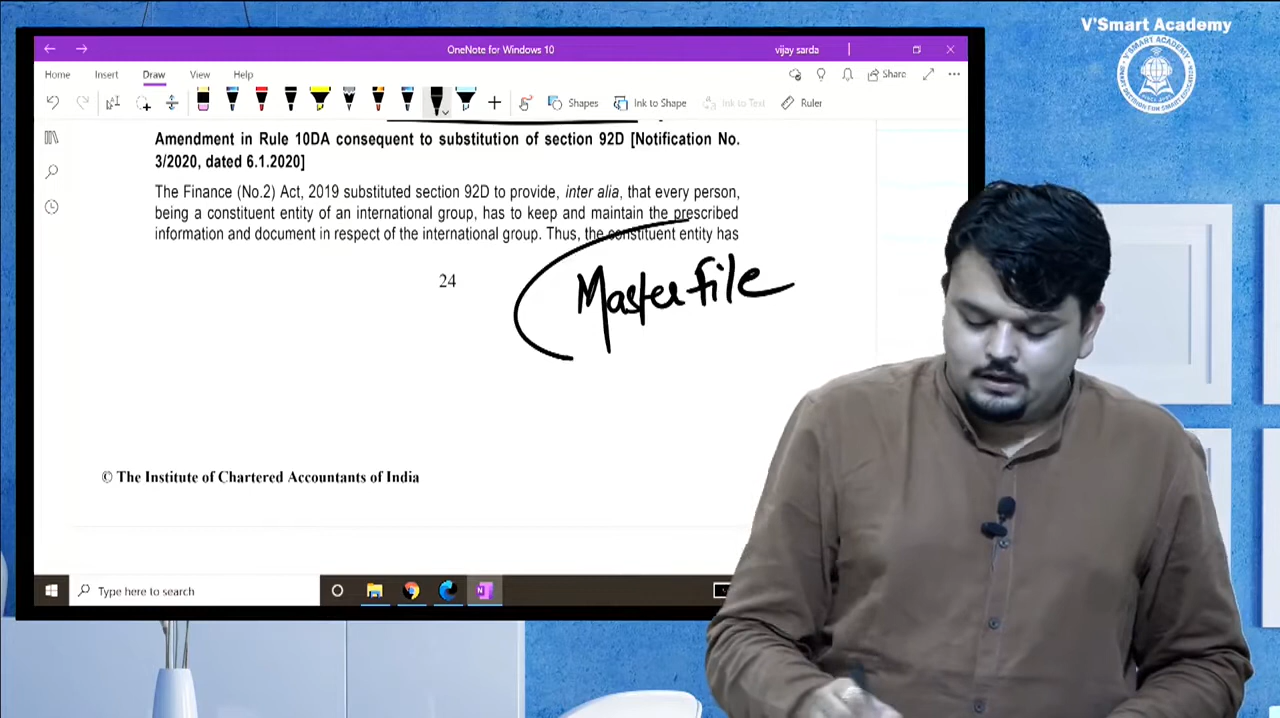 V'Smart Academy
OneNote for Windows 10
vijay sarda
Home Insert Draw View Help
Share
Shapes Ink to Shape Ink to Text Ruler
Amendment in Rule 10DA consequent to substitution of section 92D [Notification No.
3/2020, dated 6.1.2020]
The Finance (No.2) Act, 2019 substituted section 92D to provide, inter alia, that every person,
being a constituent entity of an international group, has to keep and maintain the prescribed
information and document in respect of the international group. Thus, the constituent entity has
24
Master file
© The Institute of Chartered Accountants of India
Type here to search
V'SMART ACADEMY